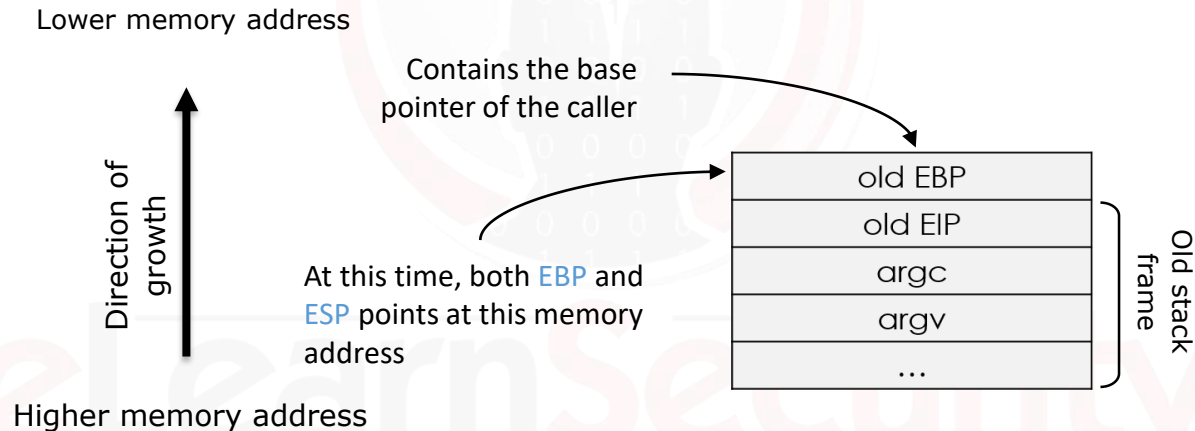 Lower memory address
Contains the base
pointer of the caller
Direction of
growth
old EBP
old EIP
argc
argv
...
Old stack
frame
At this time, both EBP and
ESP points at this memory
address
Higher memory address
eLearnSecurity